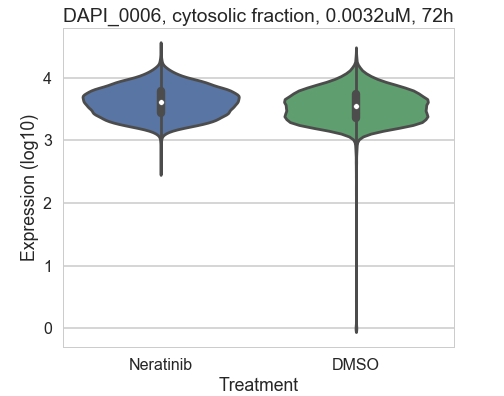 DAPI_0006, cytosolic fraction, 0.0032uM, 72h
Expression (log10)
4
3
2
1
0
Neratinib DMSO
Treatment